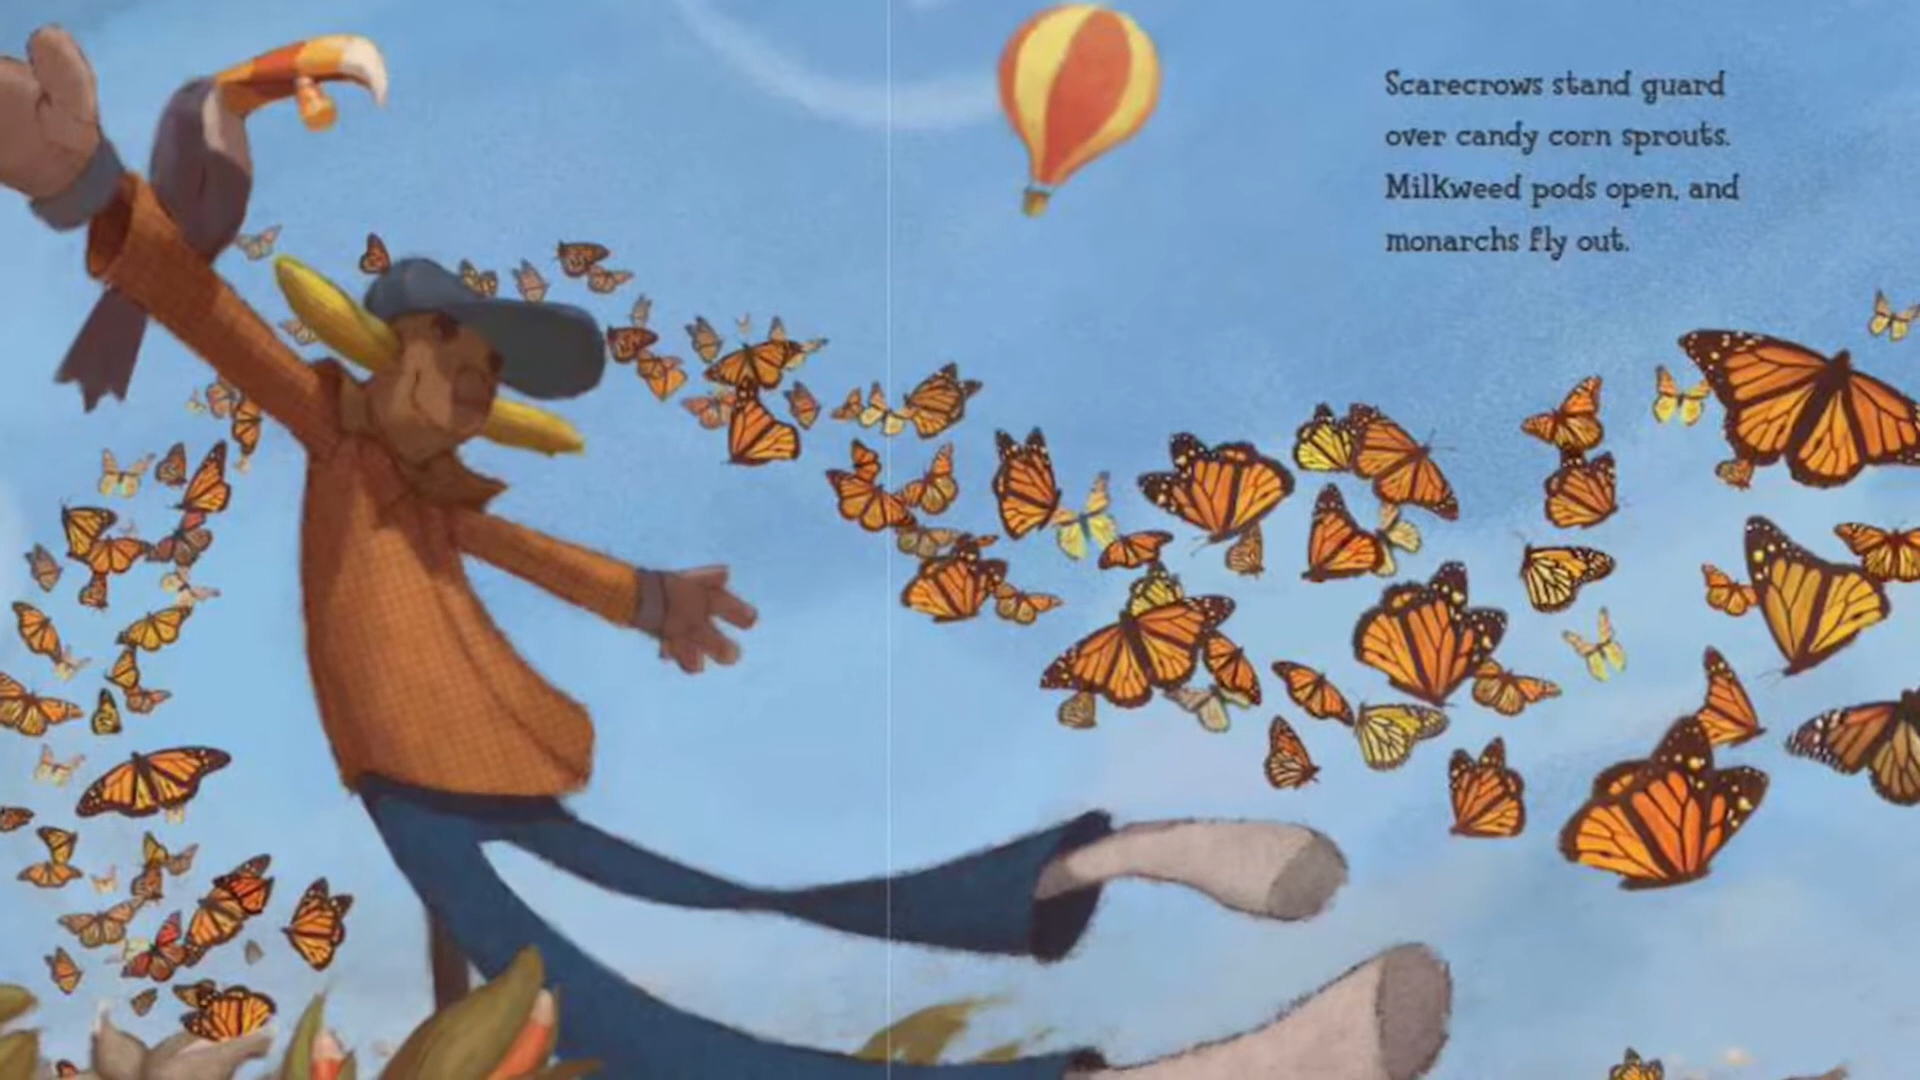 Scarecrows stand guard
over candy corn sprouts.
Milkweed pods open, and
monarchs fly out.